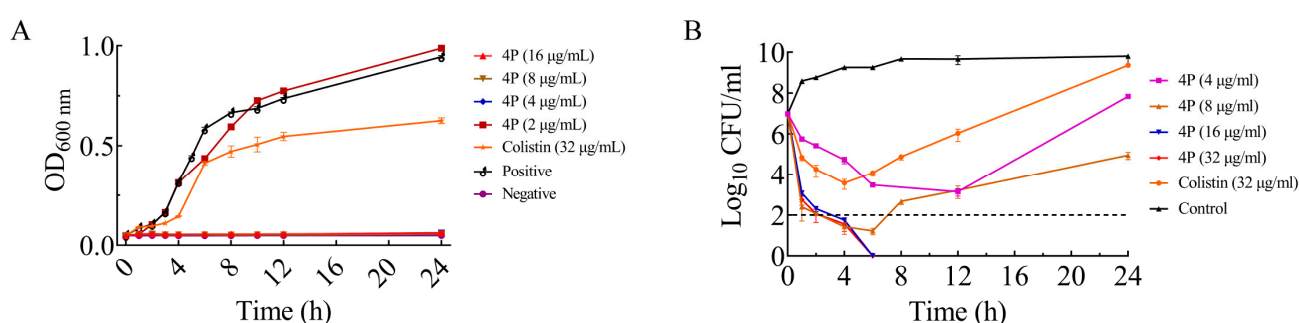 A
OD600 nm
1.0
0.5
0.0
0 4 8 12 16 20 24
Time (h)
4P (16 μg/mL)
4P (8 μg/mL)
4P (4 μg/mL)
4P (2 μg/mL)
Colistin (32 μg/mL)
Positive
Negative
B
Log10 CFU/ml
10
8
6
4
2
0
0 4 8 12 16 20 24
Time (h)
4P (4 μg/ml)
4P (8 μg/ml)
4P (16 μg/ml)
4P (32 μg/ml)
Colistin (32 μg/ml)
Control